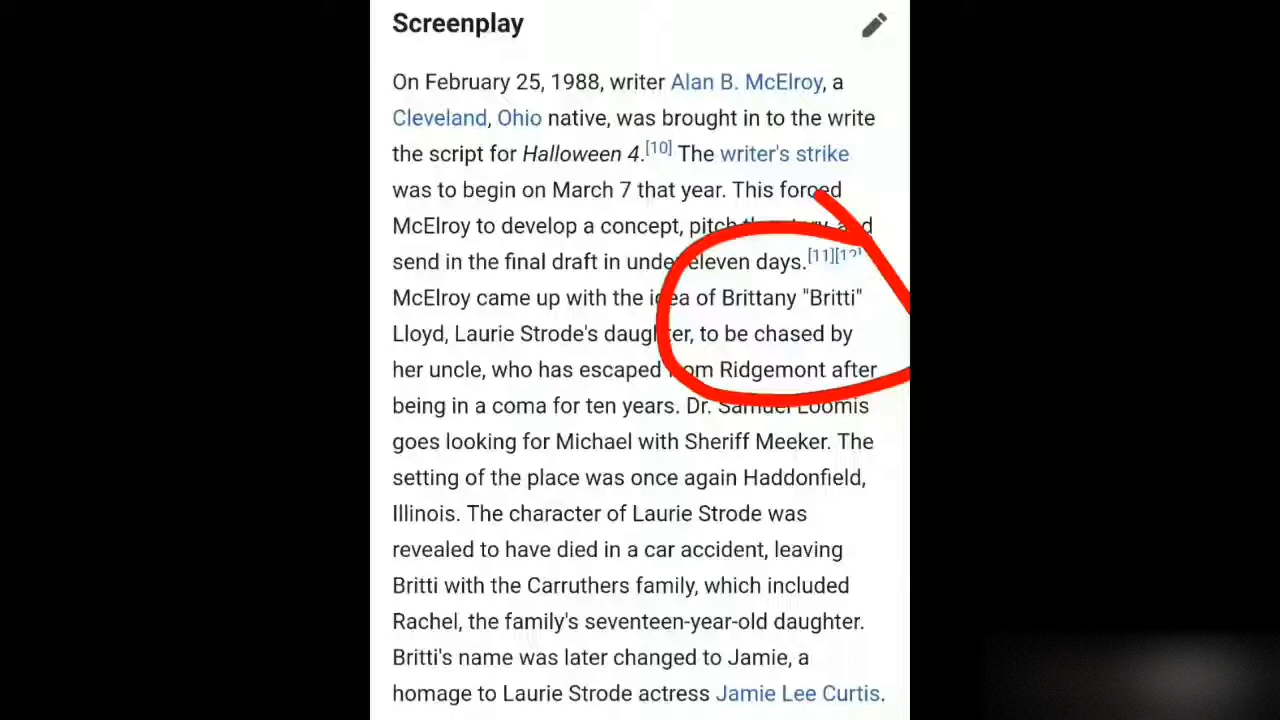 Screenplay
On February 25, 1988, writer Alan B. McElroy, a
Cleveland, Ohio native, was brought in to the write
the script for Halloween 4.[10] The writer's strike
was to begin on March 7 that year. This forced
McElroy to develop a concept, pitch the story, and
send in the final draft in under eleven days.[11][12]
McElroy came up with the idea of Brittany "Britti"
Lloyd, Laurie Strode's daughter, to be chased by
her uncle, who has escaped from Ridgemont after
being in a coma for ten years. Dr. Samuel Loomis
goes looking for Michael with Sheriff Meeker. The
setting of the place was once again Haddonfield,
Illinois. The character of Laurie Strode was
revealed to have died in a car accident, leaving
Britti with the Carruthers family, which included
Rachel, the family's seventeen-year-old daughter.
Britti's name was later changed to Jamie, a
homage to Laurie Strode actress Jamie Lee Curtis.